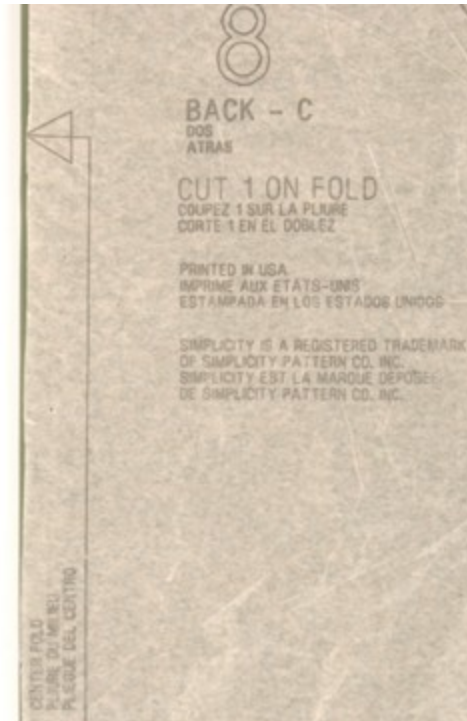 8
BACK - C
DOS
ATRAS
CUT 1 ON FOLD
COUPEZ 1 SUR LA PLIURE
CORTE 1 EN EL DOBLEZ
PRINTED IN USA
IMPRIME AUX ETATS-UNIS
ESTAMPADA EN LOS ESTADOS UNIDOS
SIMPLICITY IS A REGISTERED TRADEMARK
OF SIMPLICITY PATTERN CO. INC.
SIMPLICITY EST LA MARQUE DEPOSEE
DE SIMPLICITY PATTERN CO. INC.
CENTER FOLD
PLIURE DU MILIEU
PLIEGUE DEL CENTRO